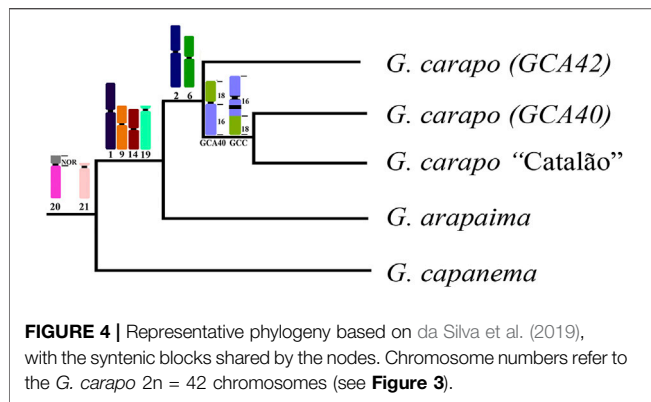 G. carapo (GCA42)
2 6
G. carapo (GCA40)
18
16
16
18
GCA40 GCC
1 9 14 19
G. carapo “Catalão”
NOR
20 21
G. arapaima
G. capanema
FIGURE 4 | Representative phylogeny based on da Silva et al. (2019),
with the syntenic blocks shared by the nodes. Chromosome numbers refer to
the G. carapo 2n = 42 chromosomes (see Figure 3).